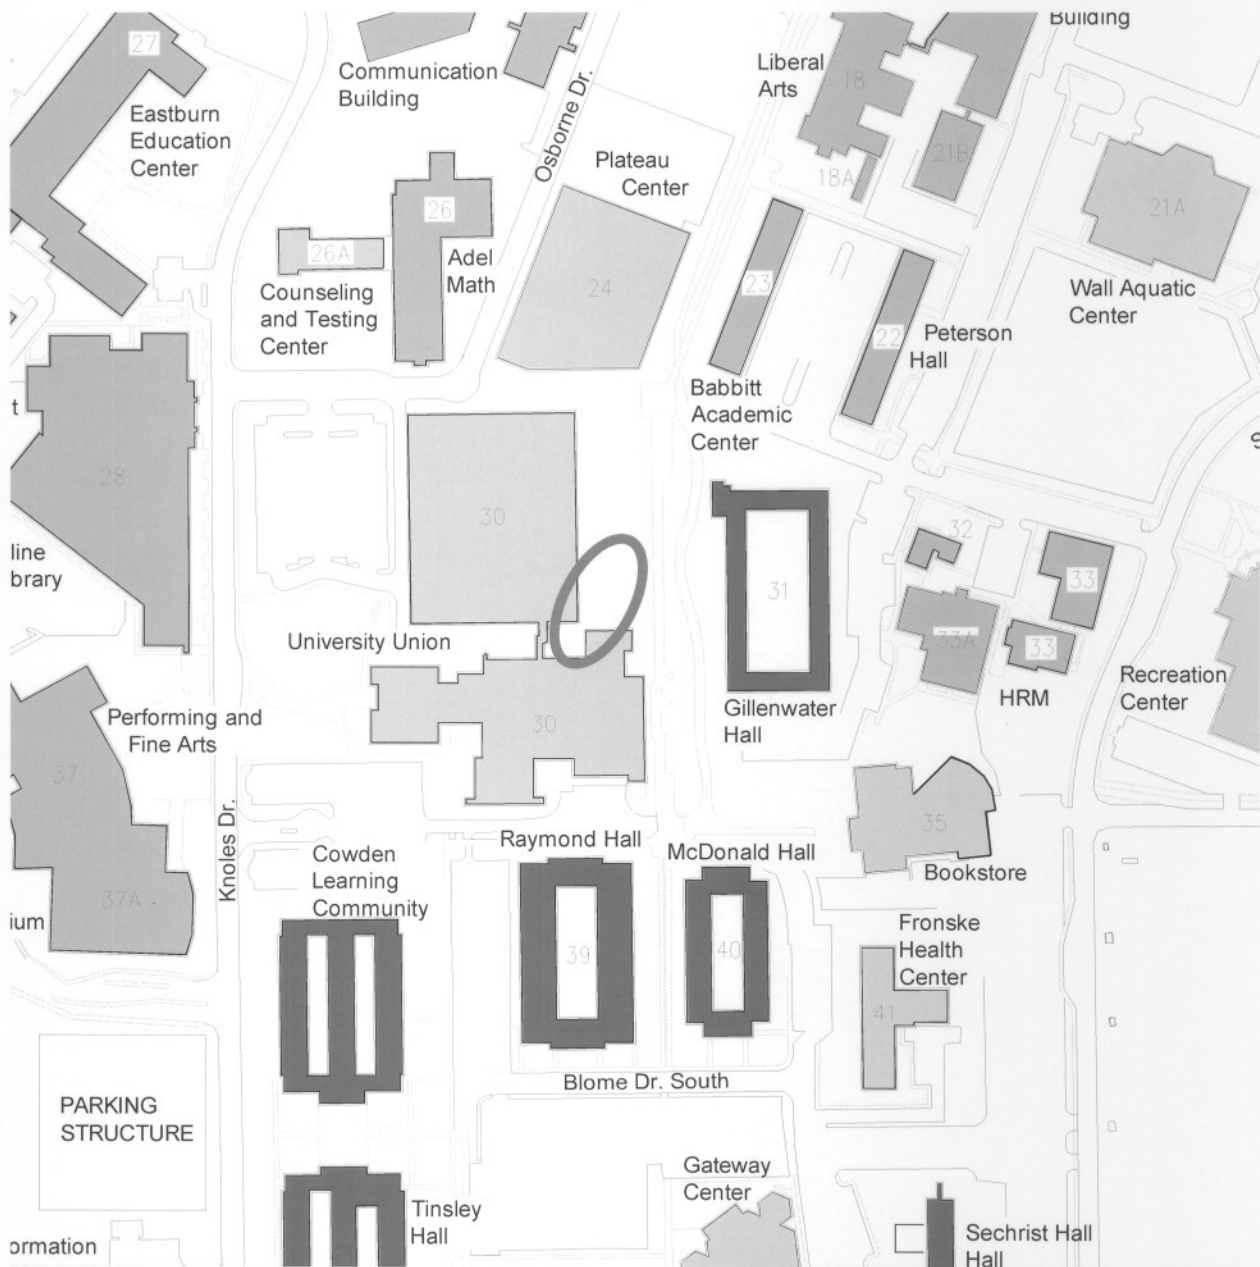 27
Eastburn
Education
Center
Communication
Building
Osborne Dr.
Liberal
Arts
18
18A
21B
Building
21A
Wall Aquatic
Center
Plateau
Center
24
26
26A
Adel
Math
Counseling
and Testing
Center
23
22
Peterson
Hall
Babbitt
Academic
Center
t
28
line
brary
30
University Union
30
31
Gillenwater
Hall
32
33
33A
33
HRM
Recreation
Center
Performing and
Fine Arts
37
37A
ium
Knoles Dr.
Cowden
Learning
Community
Raymond Hall
39
McDonald Hall
40
35
Bookstore
Fronske
Health
Center
41
Blome Dr. South
PARKING
STRUCTURE
ormation
Tinsley
Hall
Gateway
Center
Sechrist Hall
Hall